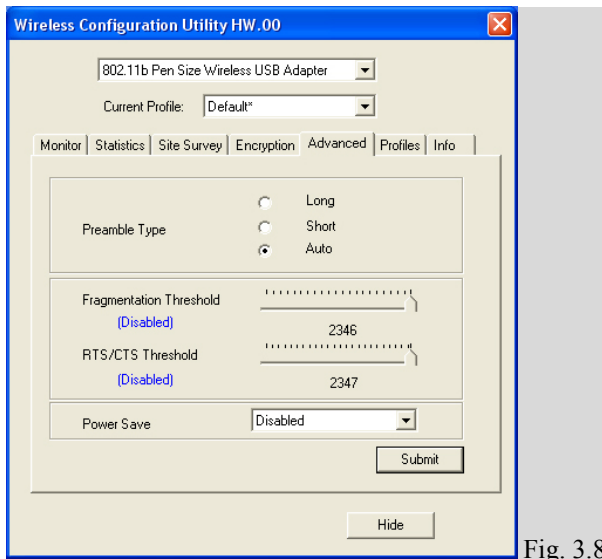 Wireless Configuration Utility HW.00
802.11b Pen Size Wireless USB Adapter
Current Profile: Default*
Monitor Statistics Site Survey Encryption Advanced Profiles Info
Long
Preamble Type Short
Auto
Fragmentation Threshold
(Disabled) 2346
RTS/CTS Threshold
(Disabled) 2347
Power Save Disabled
Submit
Hide
Fig. 3.8